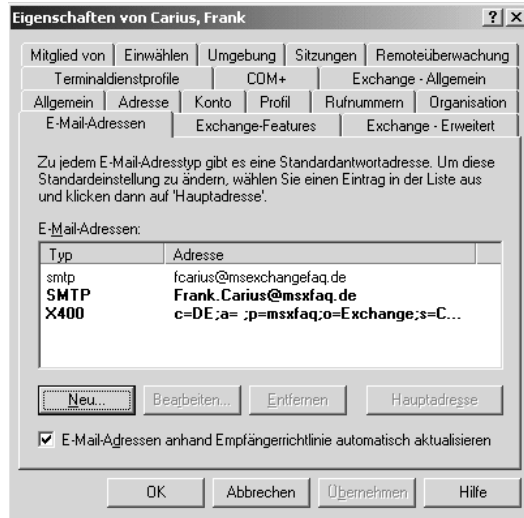 Eigenschaften von Carius, Frank
Mitglied von Einwählen Umgebung Sitzungen Remoteüberwachung
Terminaldienstprofile COM+ Exchange - Allgemein
Allgemein Adresse Konto Profil Rufnummern Organisation
E-Mail-Adressen Exchange-Features Exchange - Erweitert
Zu jedem E-Mail-Adresstyp gibt es eine Standardantwortadresse. Um diese
Standardeinstellung zu ändern, wählen Sie einen Eintrag in der Liste aus
und klicken dann auf 'Hauptadresse'.
E-Mail-Adressen:
Typ Adresse
smtp fcarius@msexchangefaq.de
SMTP Frank.Carius@msxfaq.de
X400 c=DE;a= ;p=msxfaq;o=Exchange;s=C...
Neu... Bearbeiten... Entfernen Hauptadresse
E-Mail-Adressen anhand Empfängerrichtlinie automatisch aktualisieren
OK Abbrechen Übernehmen Hilfe